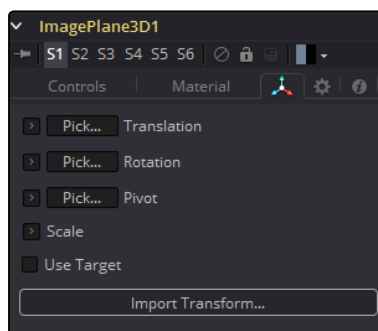 ImagePlane3D1
S1 S2 S3 S4 S5 S6
Controls Material
Pick... Translation
Pick... Rotation
Pick... Pivot
Scale
Use Target
Import Transform...